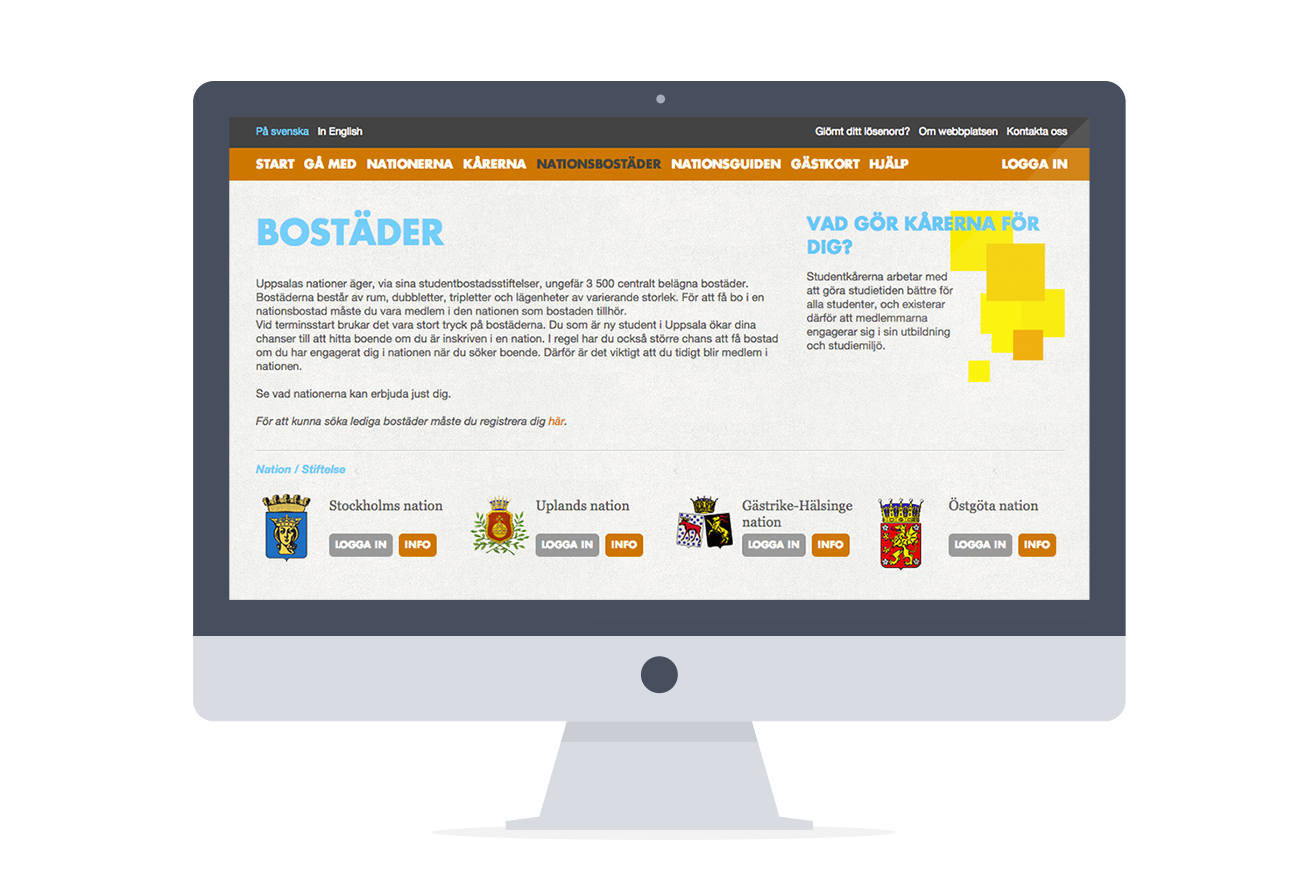 På svenska In English Glömt ditt lösenord? Om webbplatsen Kontakta oss
START GÅ MED NATIONERNA KÅRERNA NATIONSBOSTÄDER NATIONSGUIDEN GÄSTKORT HJÄLP LOGGA IN
BOSTÄDER
Uppsalas nationer äger, via sina studentbostadsstiftelser, ungefär 3 500 centralt belägna bostäder.
Bostäderna består av rum, dubbletter, tripletter och lägenheter av varierande storlek. För att få bo i en
nationsbostad måste du vara medlem i den nationen som bostaden tillhör.
Vid terminsstart brukar det vara stort tryck på bostäderna. Du som är ny student i Uppsala ökar dina
chanser till att hitta boende om du är inskriven i en nation. I regel har du också större chans att få bostad
om du har engagerat dig i nationen när du söker boende. Därför är det viktigt att du tidigt blir medlem i
nationen.
Se vad nationerna kan erbjuda just dig.
För att kunna söka lediga bostäder måste du registrera dig här.
VAD GÖR KÅRERNA FÖR
DIG?
Studentkårerna arbetar med
att göra studietiden bättre för
alla studenter, och existerar
därför att medlemmarna
engagerar sig i sin utbildning
och studiemiljö.
Nation / Stiftelse
Stockholms nation
LOGGA IN INFO
Uplands nation
LOGGA IN INFO
Gästrike-Hälsinge
nation
LOGGA IN INFO
Östgöta nation
LOGGA IN INFO